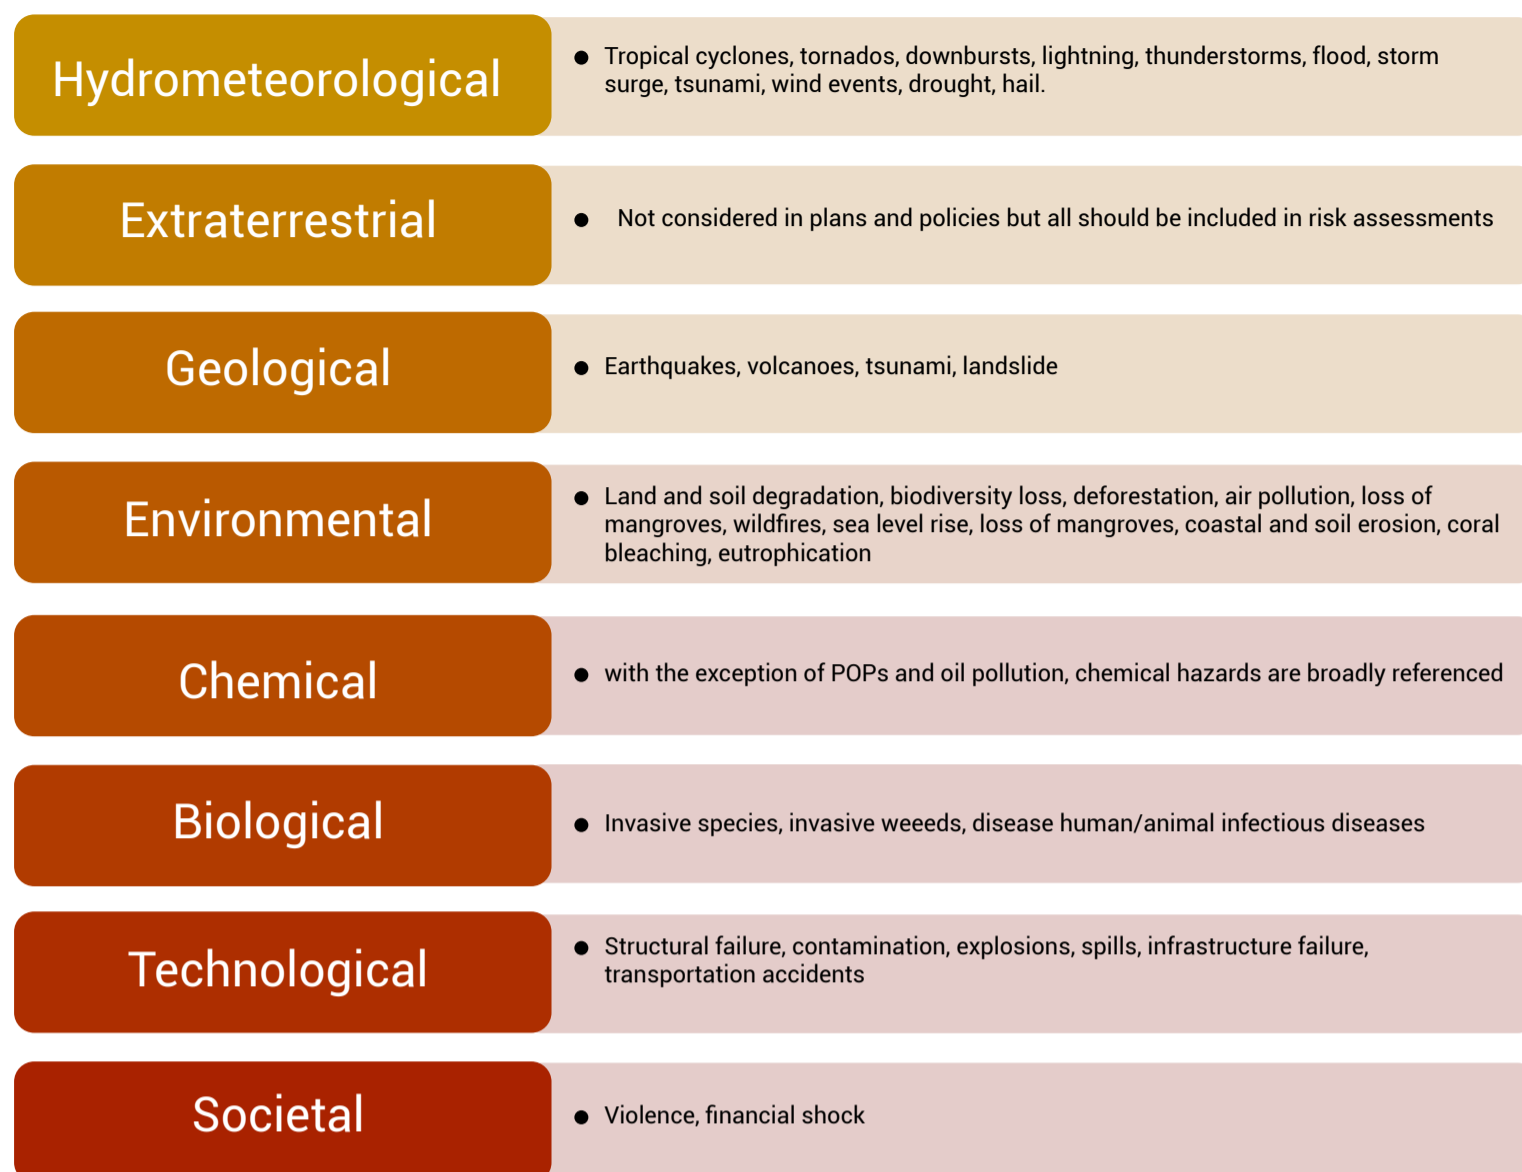 Hydrometeorological
● Tropical cyclones, tornados, downbursts, lightning, thunderstorms, flood, storm
surge, tsunami, wind events, drought, hail.
Extraterrestrial
● Not considered in plans and policies but all should be included in risk assessments
Geological
● Earthquakes, volcanoes, tsunami, landslide
Environmental
● Land and soil degradation, biodiversity loss, deforestation, air pollution, loss of
mangroves, wildfires, sea level rise, loss of mangroves, coastal and soil erosion, coral
bleaching, eutrophication
Chemical
● with the exception of POPs and oil pollution, chemical hazards are broadly referenced
Biological
● Invasive species, invasive weeeds, disease human/animal infectious diseases
Technological
● Structural failure, contamination, explosions, spills, infrastructure failure,
transportation accidents
Societal
● Violence, financial shock